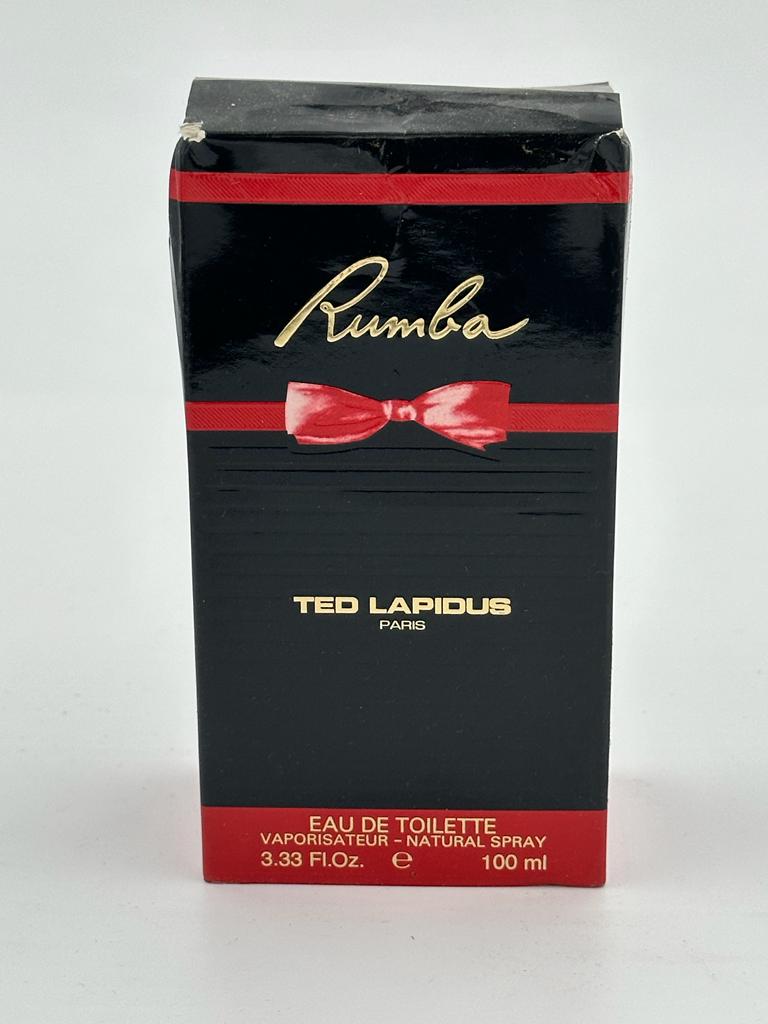 Rumba
TED LAPIDUS
PARIS
EAU DE TOILETTE
VAPORISATEUR - NATURAL SPRAY
3.33 Fl.Oz. ℮ 100 ml